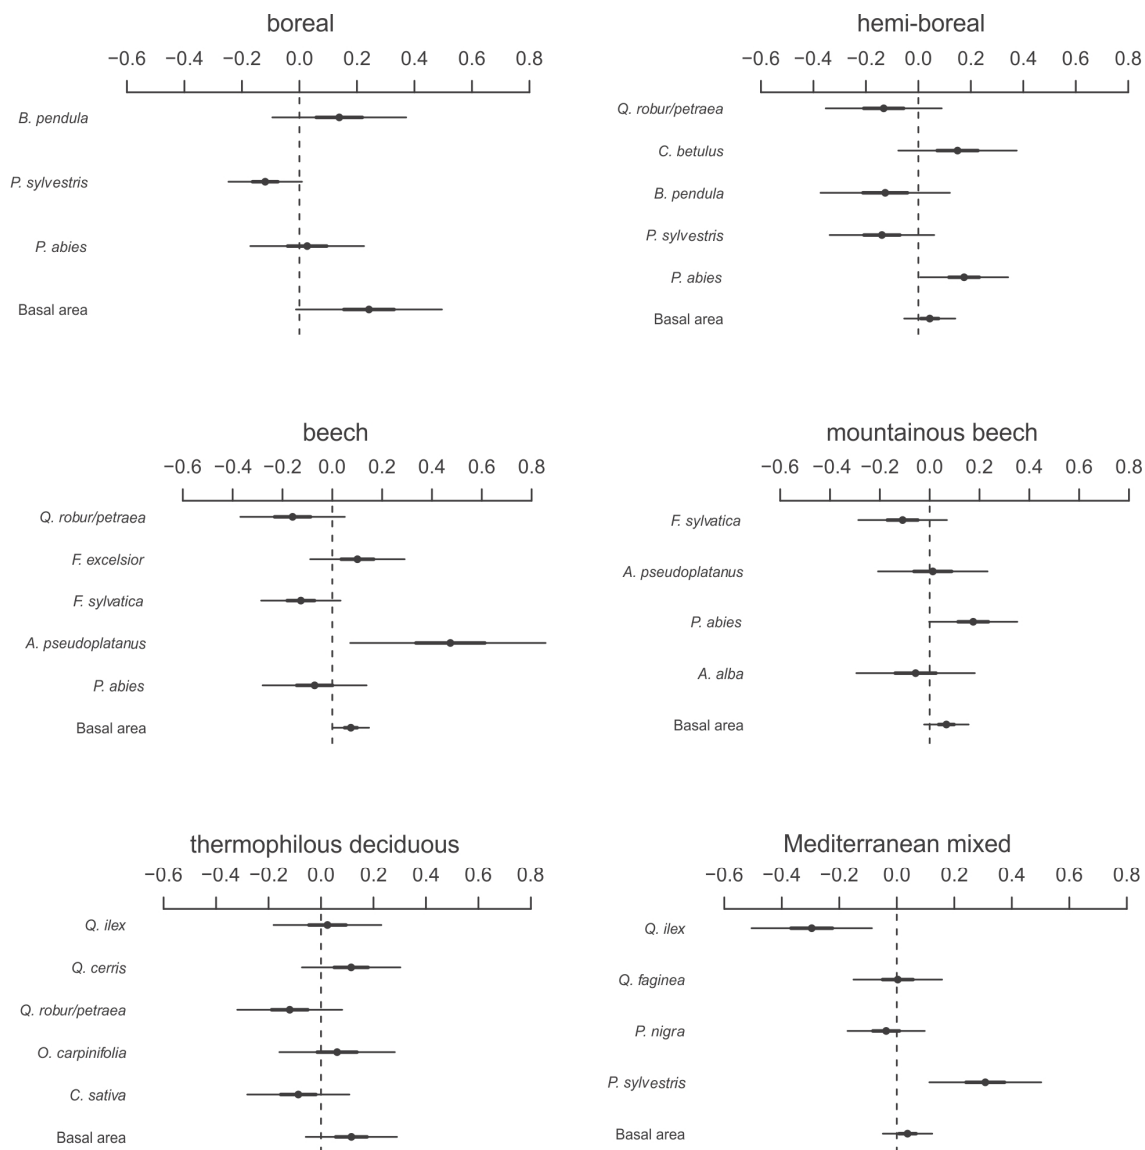 boreal
−0.6 −0.4 −0.2 0.0 0.2 0.4 0.6 0.8
B. pendula
P. sylvestris
P. abies
Basal area
hemi-boreal
−0.6 −0.4 −0.2 0.0 0.2 0.4 0.6 0.8
Q. robur/petraea
C. betulus
B. pendula
P. sylvestris
P. abies
Basal area
beech
−0.6 −0.4 −0.2 0.0 0.2 0.4 0.6 0.8
Q. robur/petraea
F. excelsior
F. sylvatica
A. pseudoplatanus
P. abies
Basal area
mountainous beech
−0.6 −0.4 −0.2 0.0 0.2 0.4 0.6 0.8
F. sylvatica
A. pseudoplatanus
P. abies
A. alba
Basal area
thermophilous deciduous
−0.6 −0.4 −0.2 0.0 0.2 0.4 0.6 0.8
Q. ilex
Q. cerris
Q. robur/petraea
O. carpinifolia
C. sativa
Basal area
Mediterranean mixed
−0.6 −0.4 −0.2 0.0 0.2 0.4 0.6 0.8
Q. ilex
Q. faginea
P. nigra
P. sylvestris
Basal area